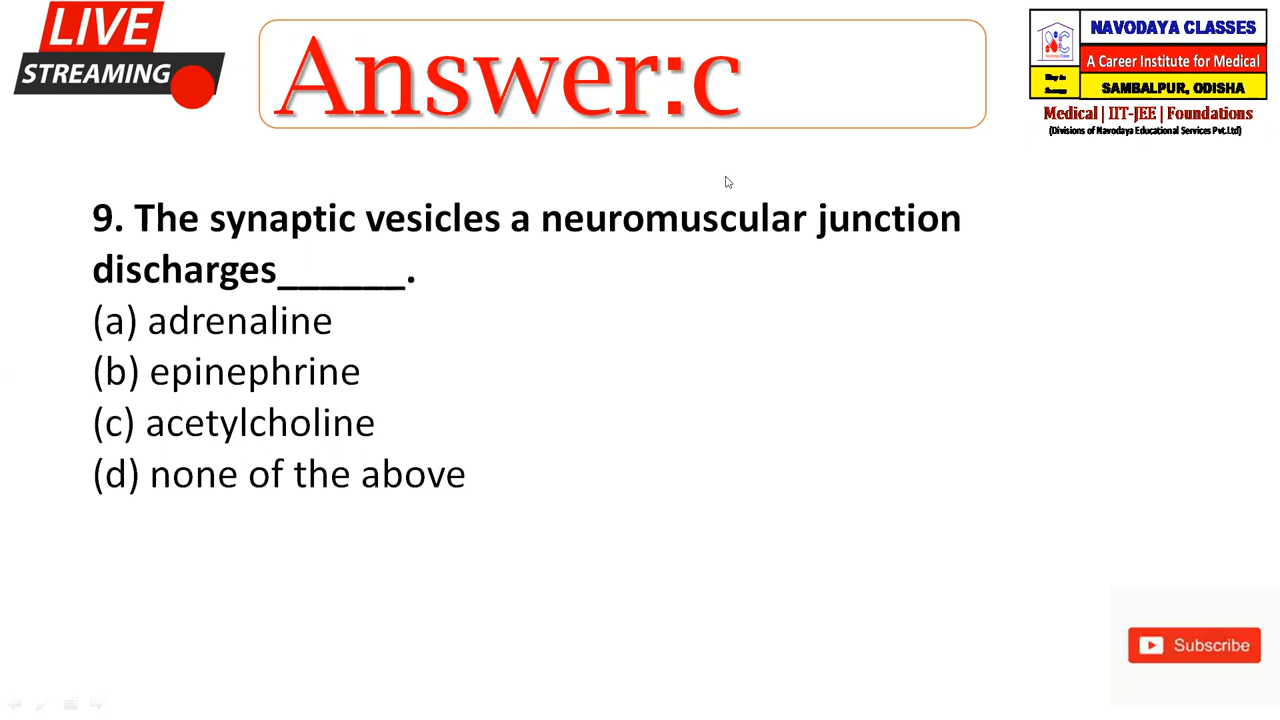 LIVE
STREAMING
Answer:c
NAVODAYA CLASSES
A Career Institute for Medical
SAMBALPUR, ODISHA
Medical | IIT-JEE | Foundations
(Divisions of Navodaya Educational Services Pvt.Ltd)
9. The synaptic vesicles a neuromuscular junction
discharges______.
(a) adrenaline
(b) epinephrine
(c) acetylcholine
(d) none of the above
Subscribe